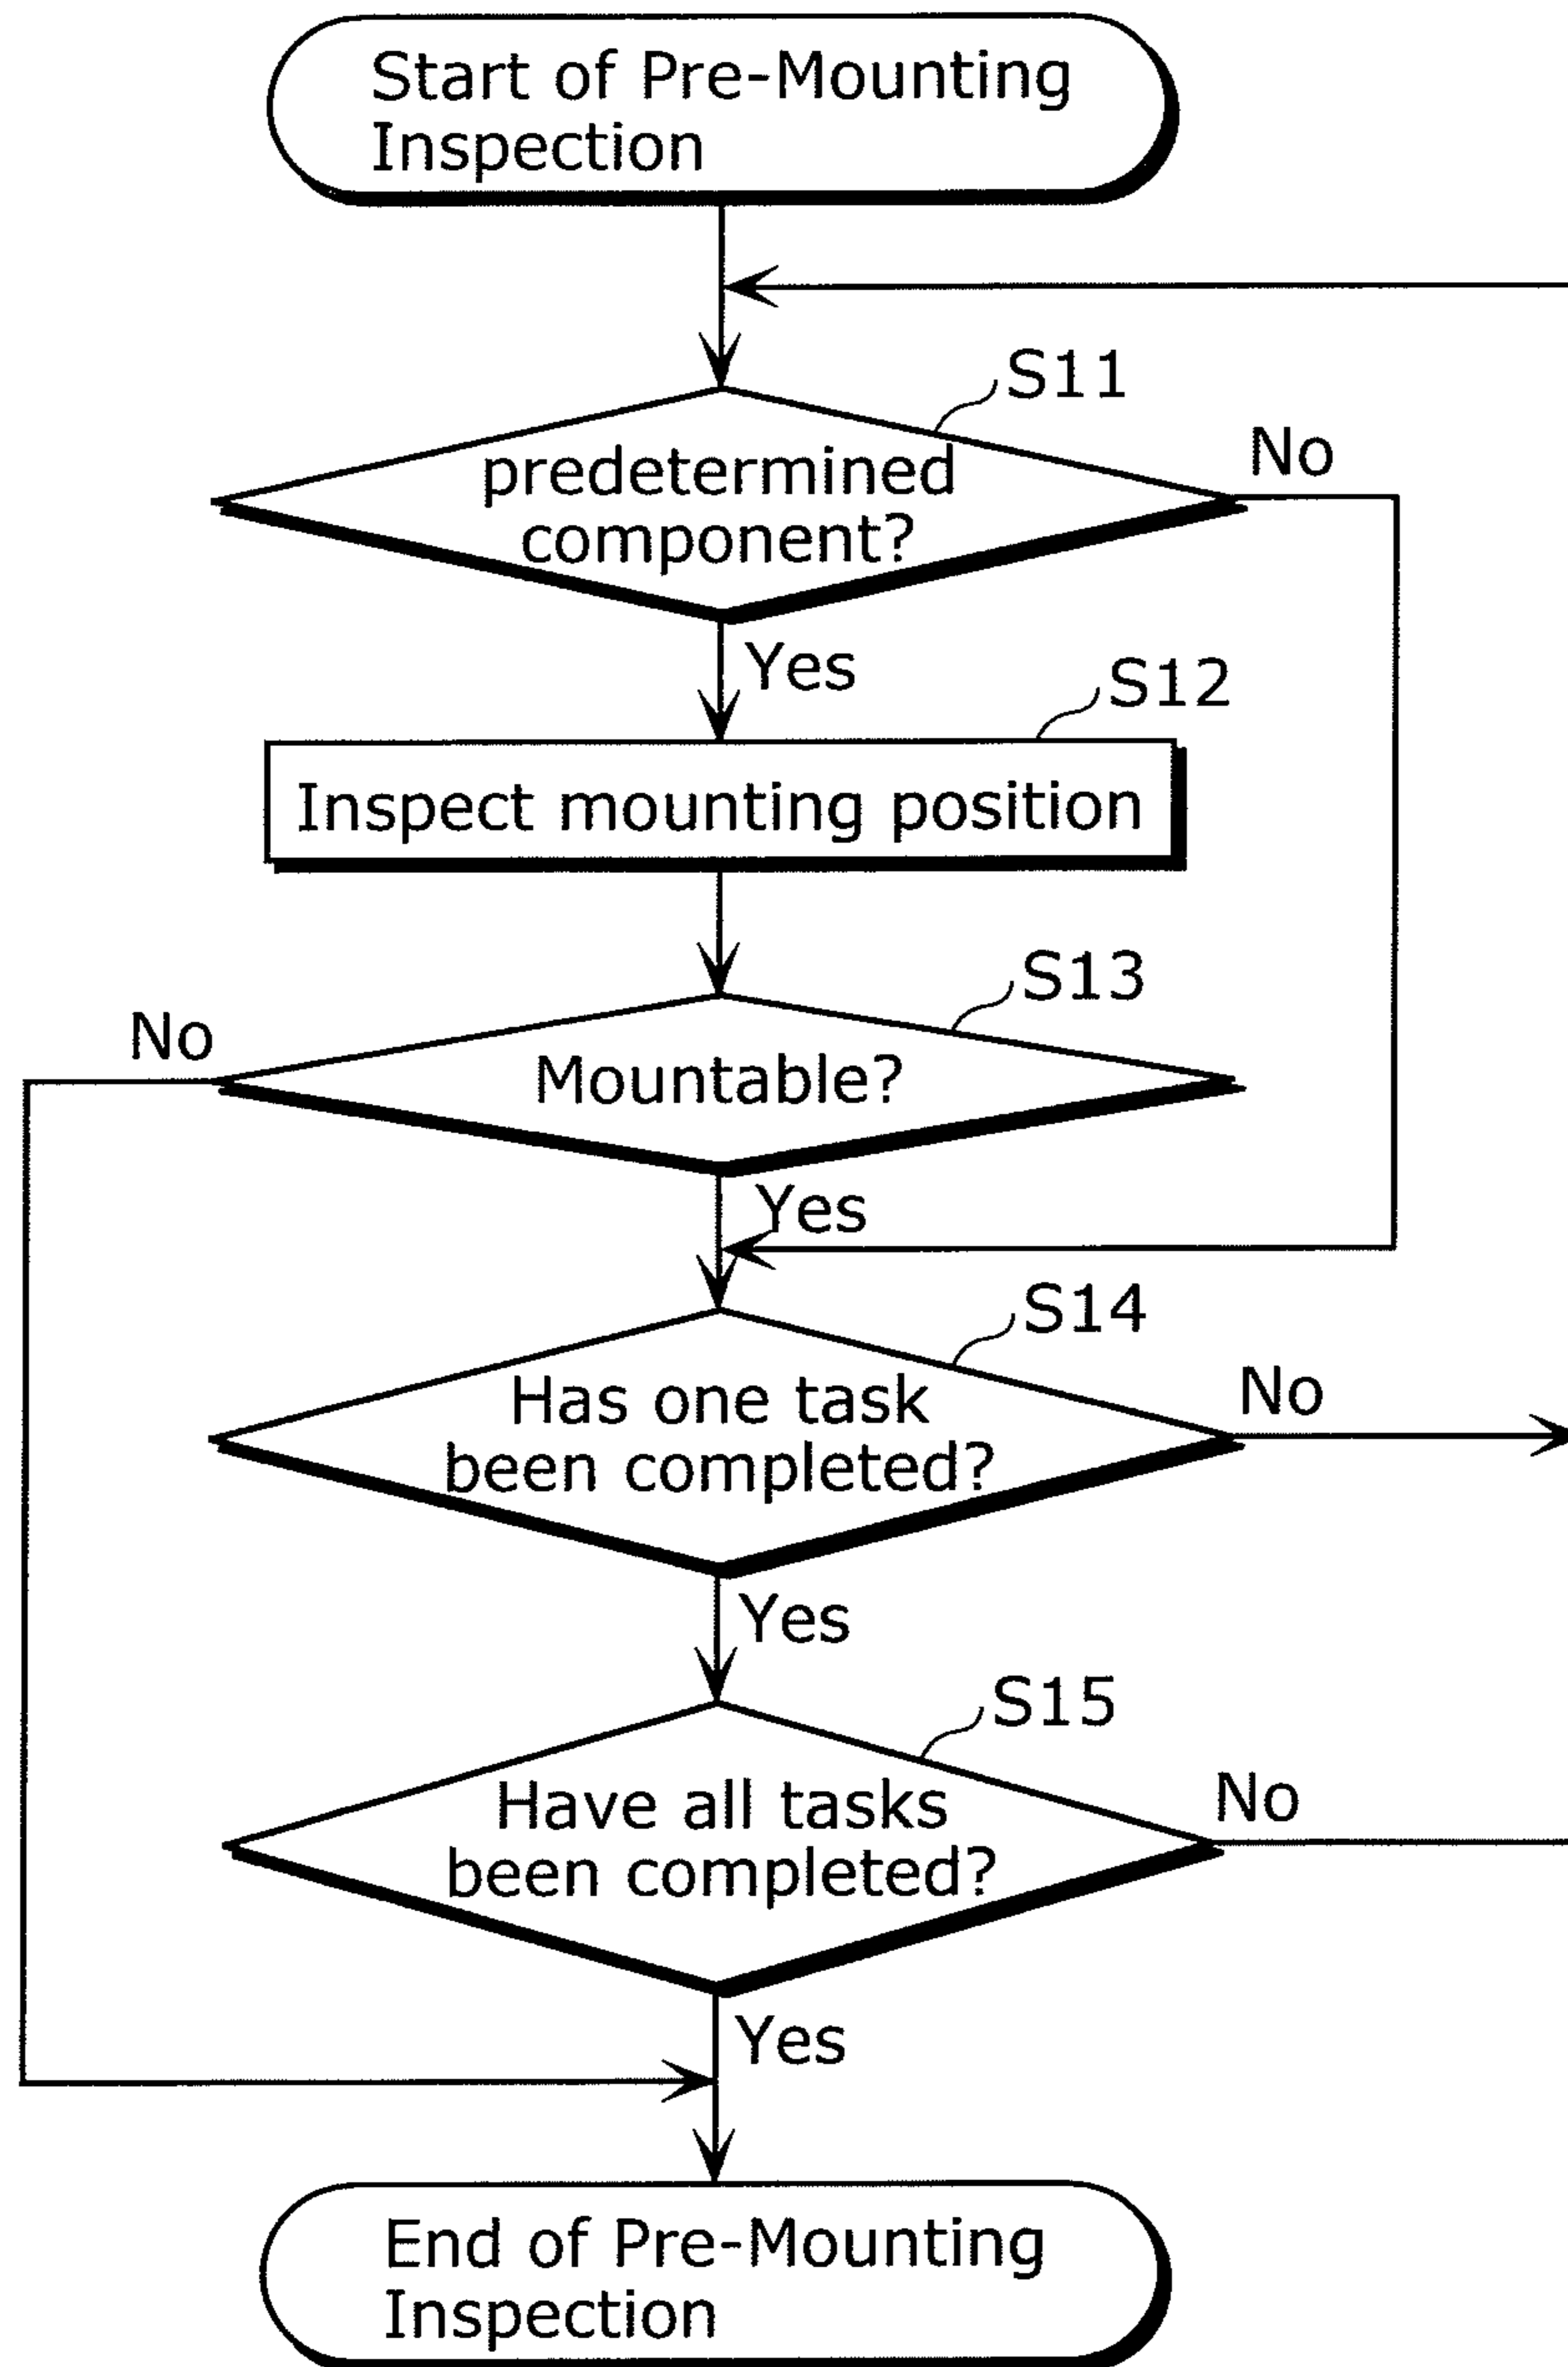 Start of Pre-Mounting
Inspection
S11
predetermined
component?
No
Yes
S12
Inspect mounting position
S13
No
Mountable?
Yes
S14
Has one task
been completed?
No
Yes
S15
Have all tasks
been completed?
No
Yes
End of Pre-Mounting
Inspection